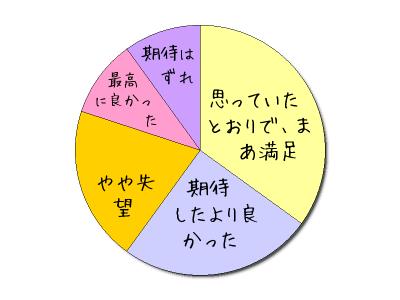 思っていた
とおりで、ま
あ満足
期待
したより良
かった
やや失
望
最高
に良かっ
た
期待は
ずれ